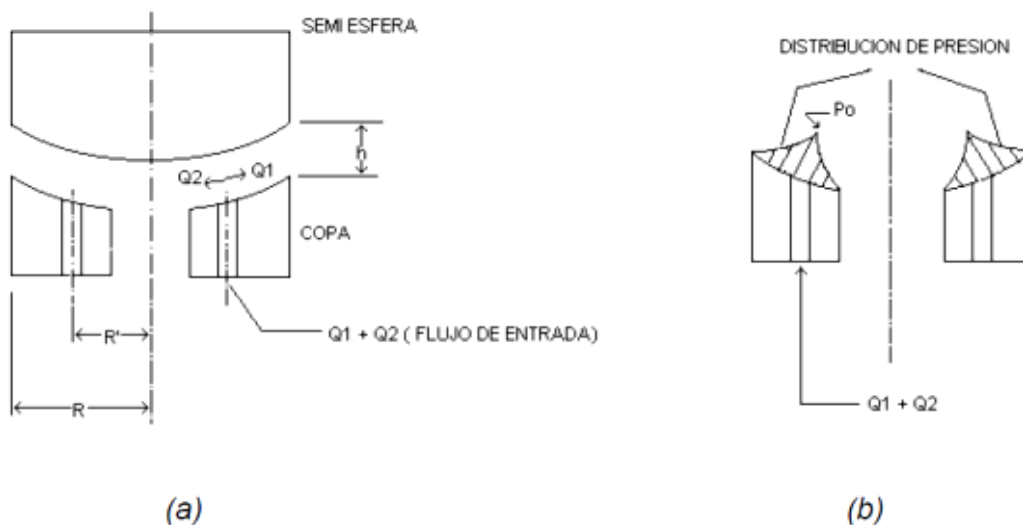 SEMI ESFERA
h
Q2
Q1
COPA
R'
Q1 + Q2 ( FLUJO DE ENTRADA)
R
(a)
DISTRIBUCION DE PRESION
Po
Q1 + Q2
(b)